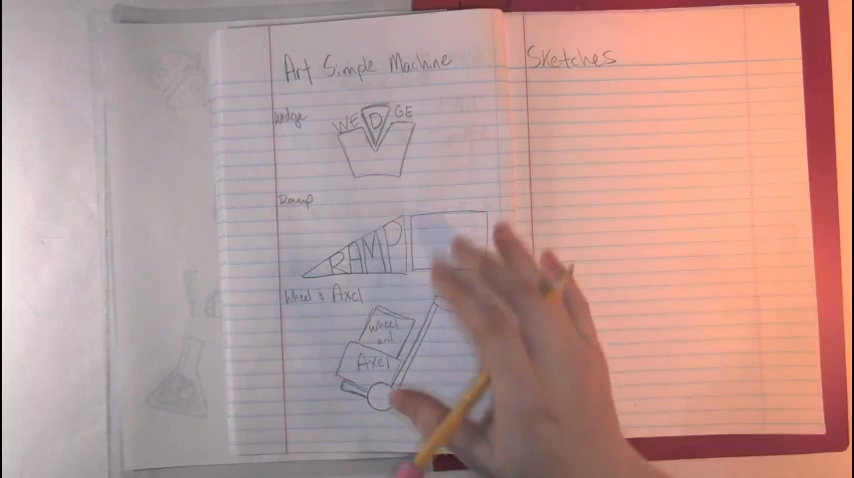 Art Simple Machine
Sketches
Wedge
WEDGE
Ramp
RAMP
Wheel & Axel
Wheel
and
Axel